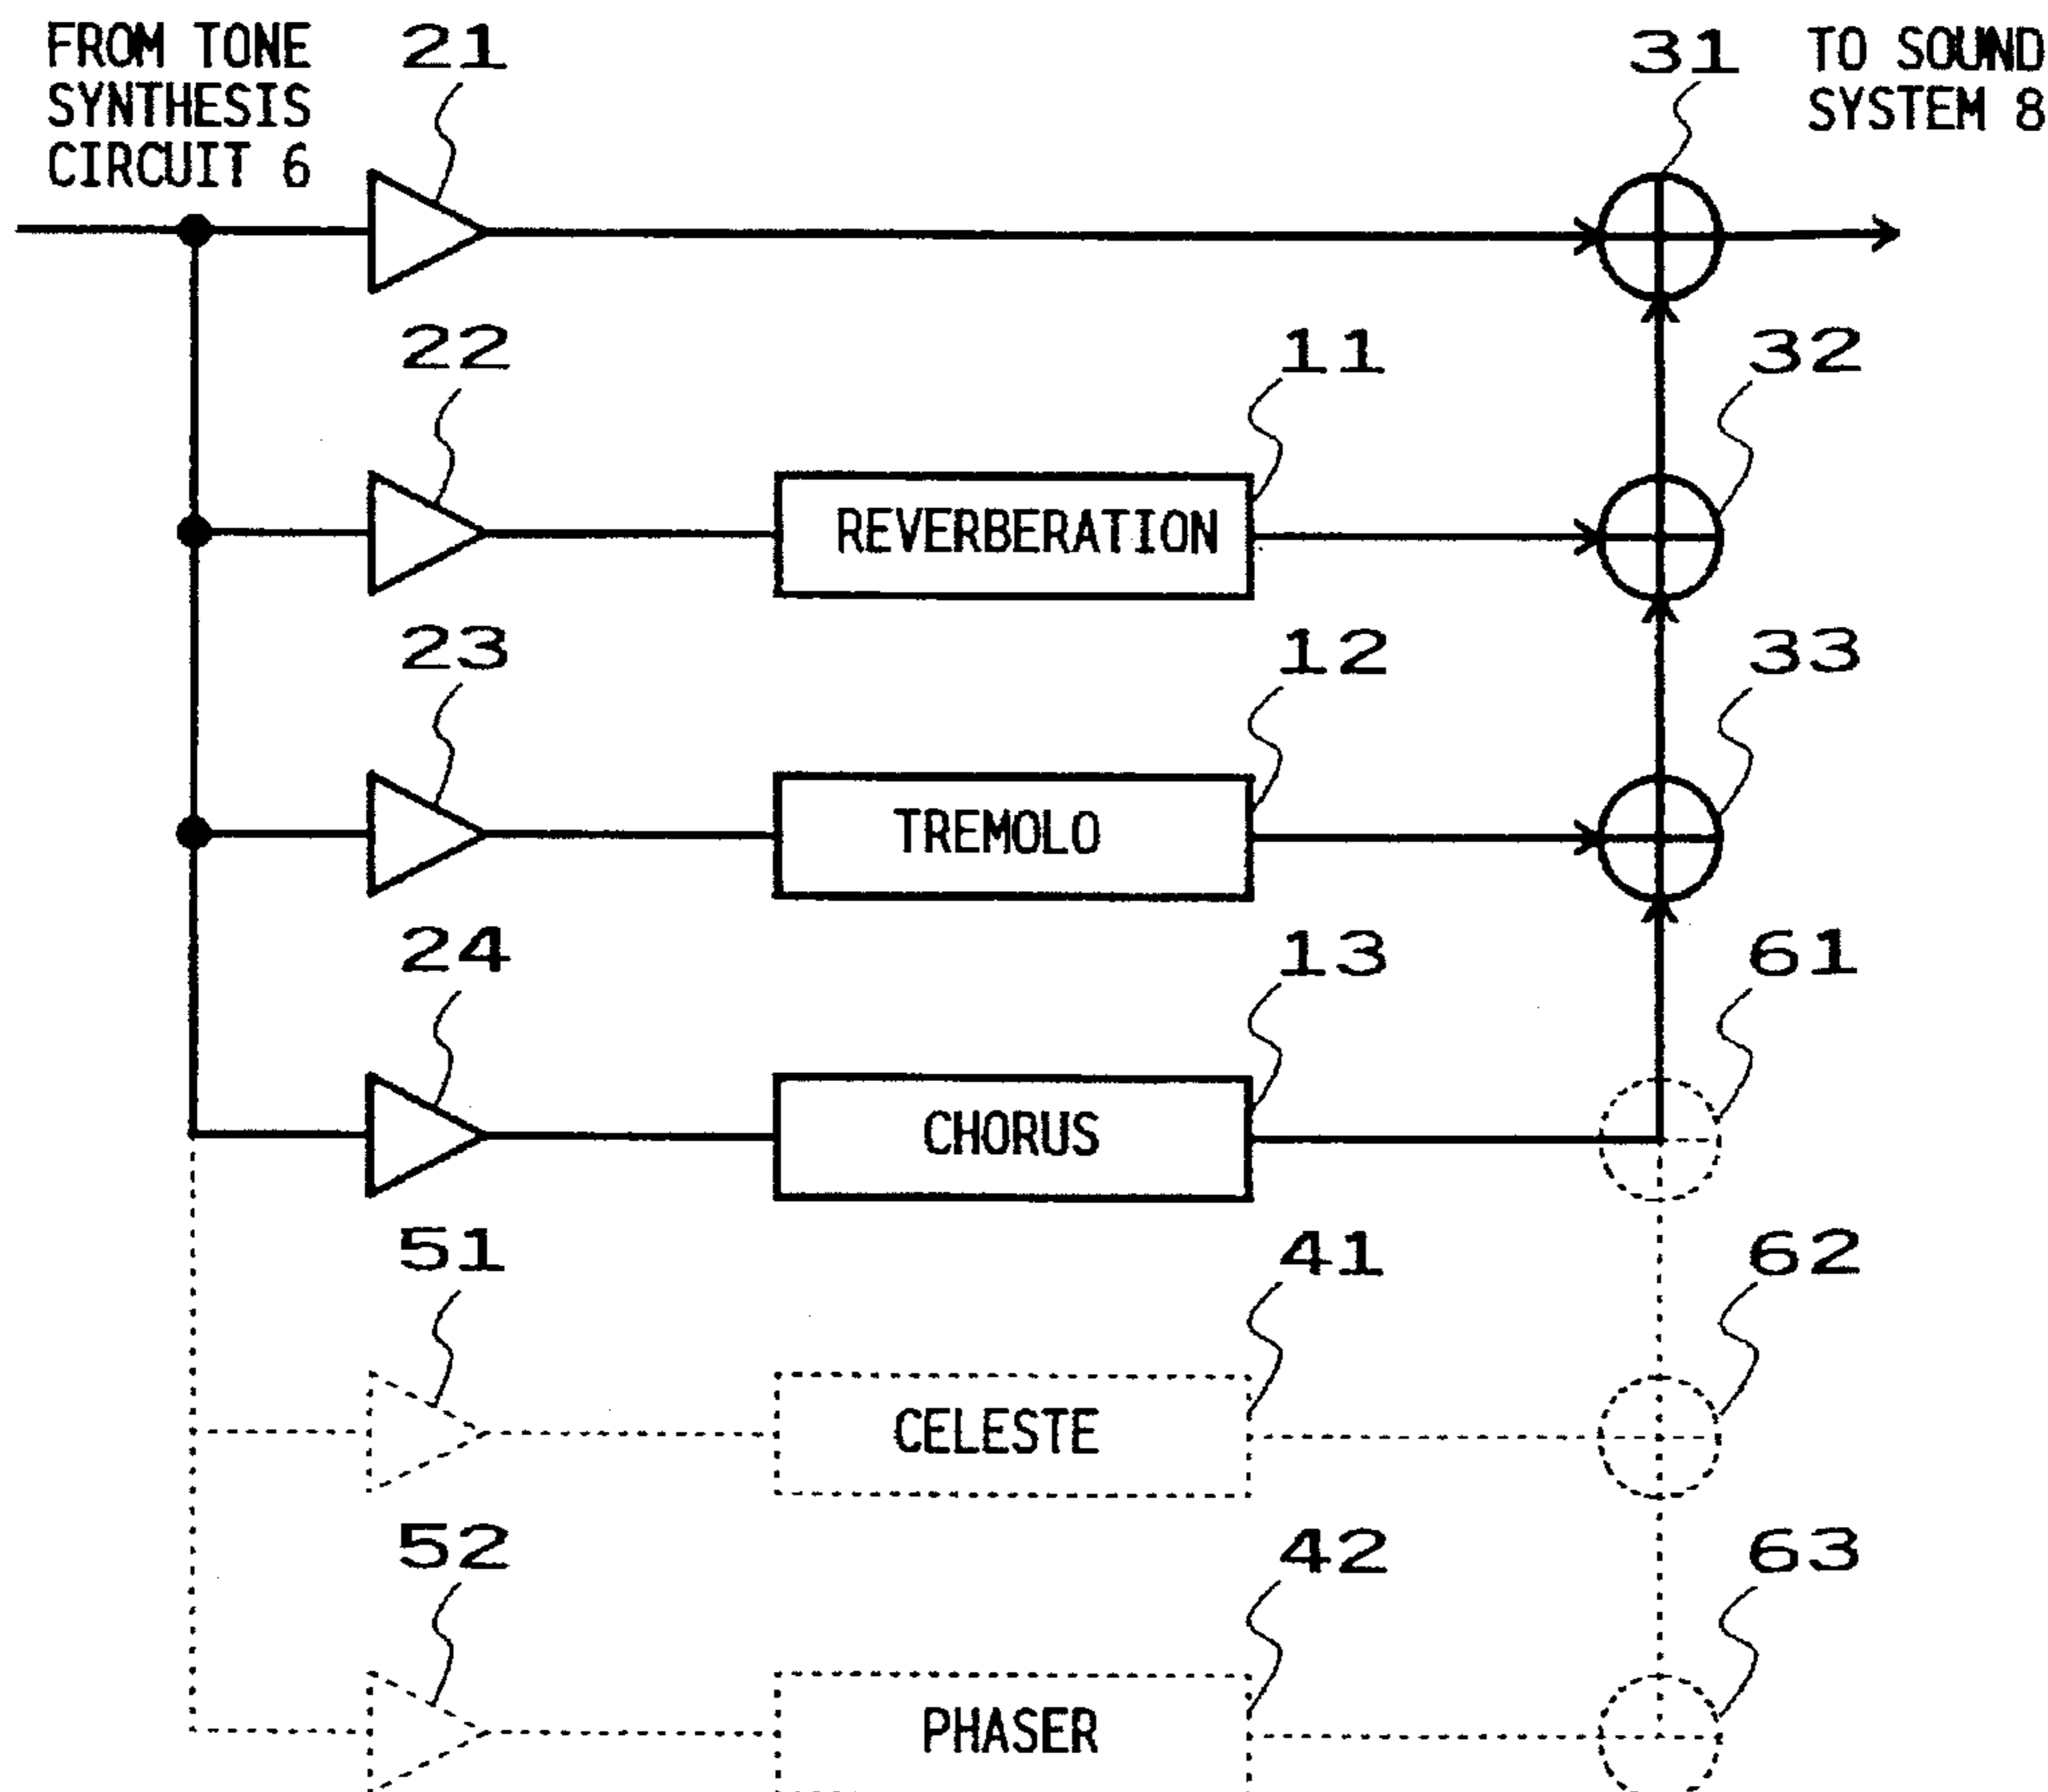 FROM TONE
SYNTHESIS
CIRCUIT 6
21
31
TO SOUND
SYSTEM 8
22
11
32
REVERBERATION
23
12
33
TREMOLO
24
13
61
CHORUS
51
41
62
CELESTE
52
42
63
PHASER